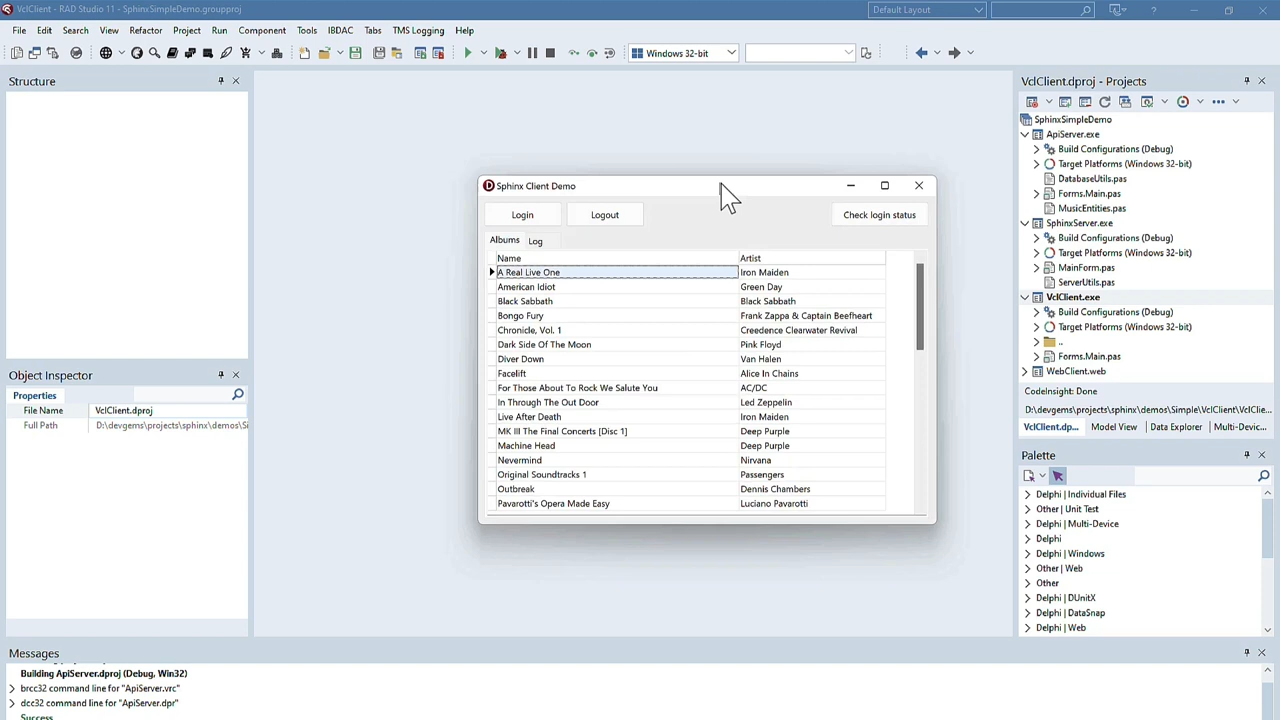 VclClient - RAD Studio 11 - SphinxSimpleDemo.groupproj
Default Layout
File Edit Search View Refactor Project Run Component Tools IBDAC Tabs TMS Logging Help
Windows 32-bit
Structure
Object Inspector
Properties
File Name VclClient.dproj
Full Path D:\devgems\projects\sphinx\demos\Si
Sphinx Client Demo
Login Logout Check login status
Albums Log
Name Artist
A Real Live One Iron Maiden
American Idiot Green Day
Black Sabbath Black Sabbath
Bongo Fury Frank Zappa & Captain Beefheart
Chronicle, Vol. 1 Creedence Clearwater Revival
Dark Side Of The Moon Pink Floyd
Diver Down Van Halen
Facelift Alice In Chains
For Those About To Rock We Salute You AC/DC
In Through The Out Door Led Zeppelin
Live After Death Iron Maiden
MK III The Final Concerts [Disc 1] Deep Purple
Machine Head Deep Purple
Nevermind Nirvana
Original Soundtracks 1 Passengers
Outbreak Dennis Chambers
Pavarotti's Opera Made Easy Luciano Pavarotti
VclClient.dproj - Projects
SphinxSimpleDemo
ApiServer.exe
Build Configurations (Debug)
Target Platforms (Windows 32-bit)
DatabaseUtils.pas
Forms.Main.pas
MusicEntities.pas
SphinxServer.exe
Build Configurations (Debug)
Target Platforms (Windows 32-bit)
MainForm.pas
ServerUtils.pas
VclClient.exe
Build Configurations (Debug)
Target Platforms (Windows 32-bit)
..
Forms.Main.pas
WebClient.web
CodeInsight: Done
D:\devgems\projects\sphinx\demos\Simple\VclClient\VclClie...
VclClient.dp... Model View Data Explorer Multi-Devic...
Palette
Delphi | Individual Files
Other | Unit Test
Delphi | Multi-Device
Delphi
Delphi | Windows
Other | Web
Other
Delphi | DUnitX
Delphi | DataSnap
Delphi | Web
Messages
Building ApiServer.dproj (Debug, Win32)
brcc32 command line for "ApiServer.vrc"
dcc32 command line for "ApiServer.dpr"
Success